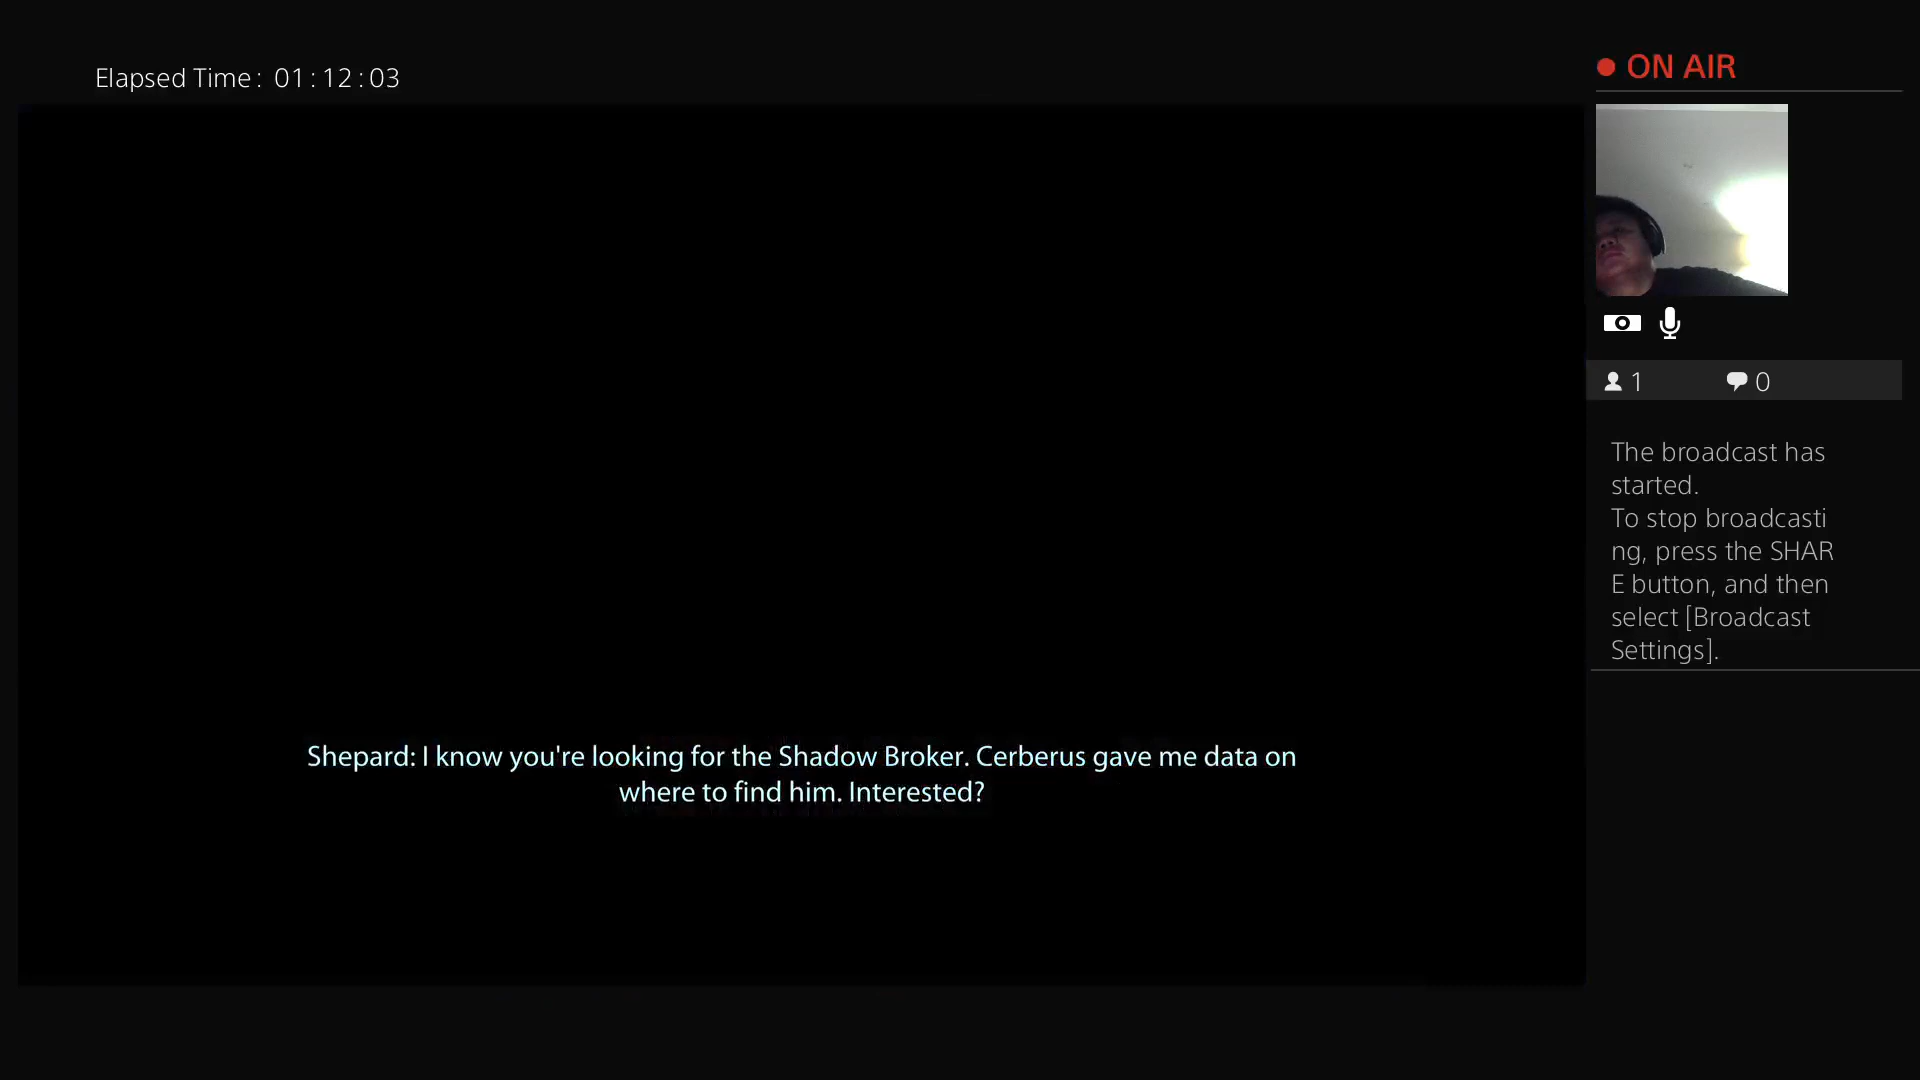 Elapsed Time: 01:12:03
ON AIR
1 0
The broadcast has
started.
To stop broadcasti
ng, press the SHAR
E button, and then
select [Broadcast
Settings].
Shepard: I know you're looking for the Shadow Broker. Cerberus gave me data on
where to find him. Interested?